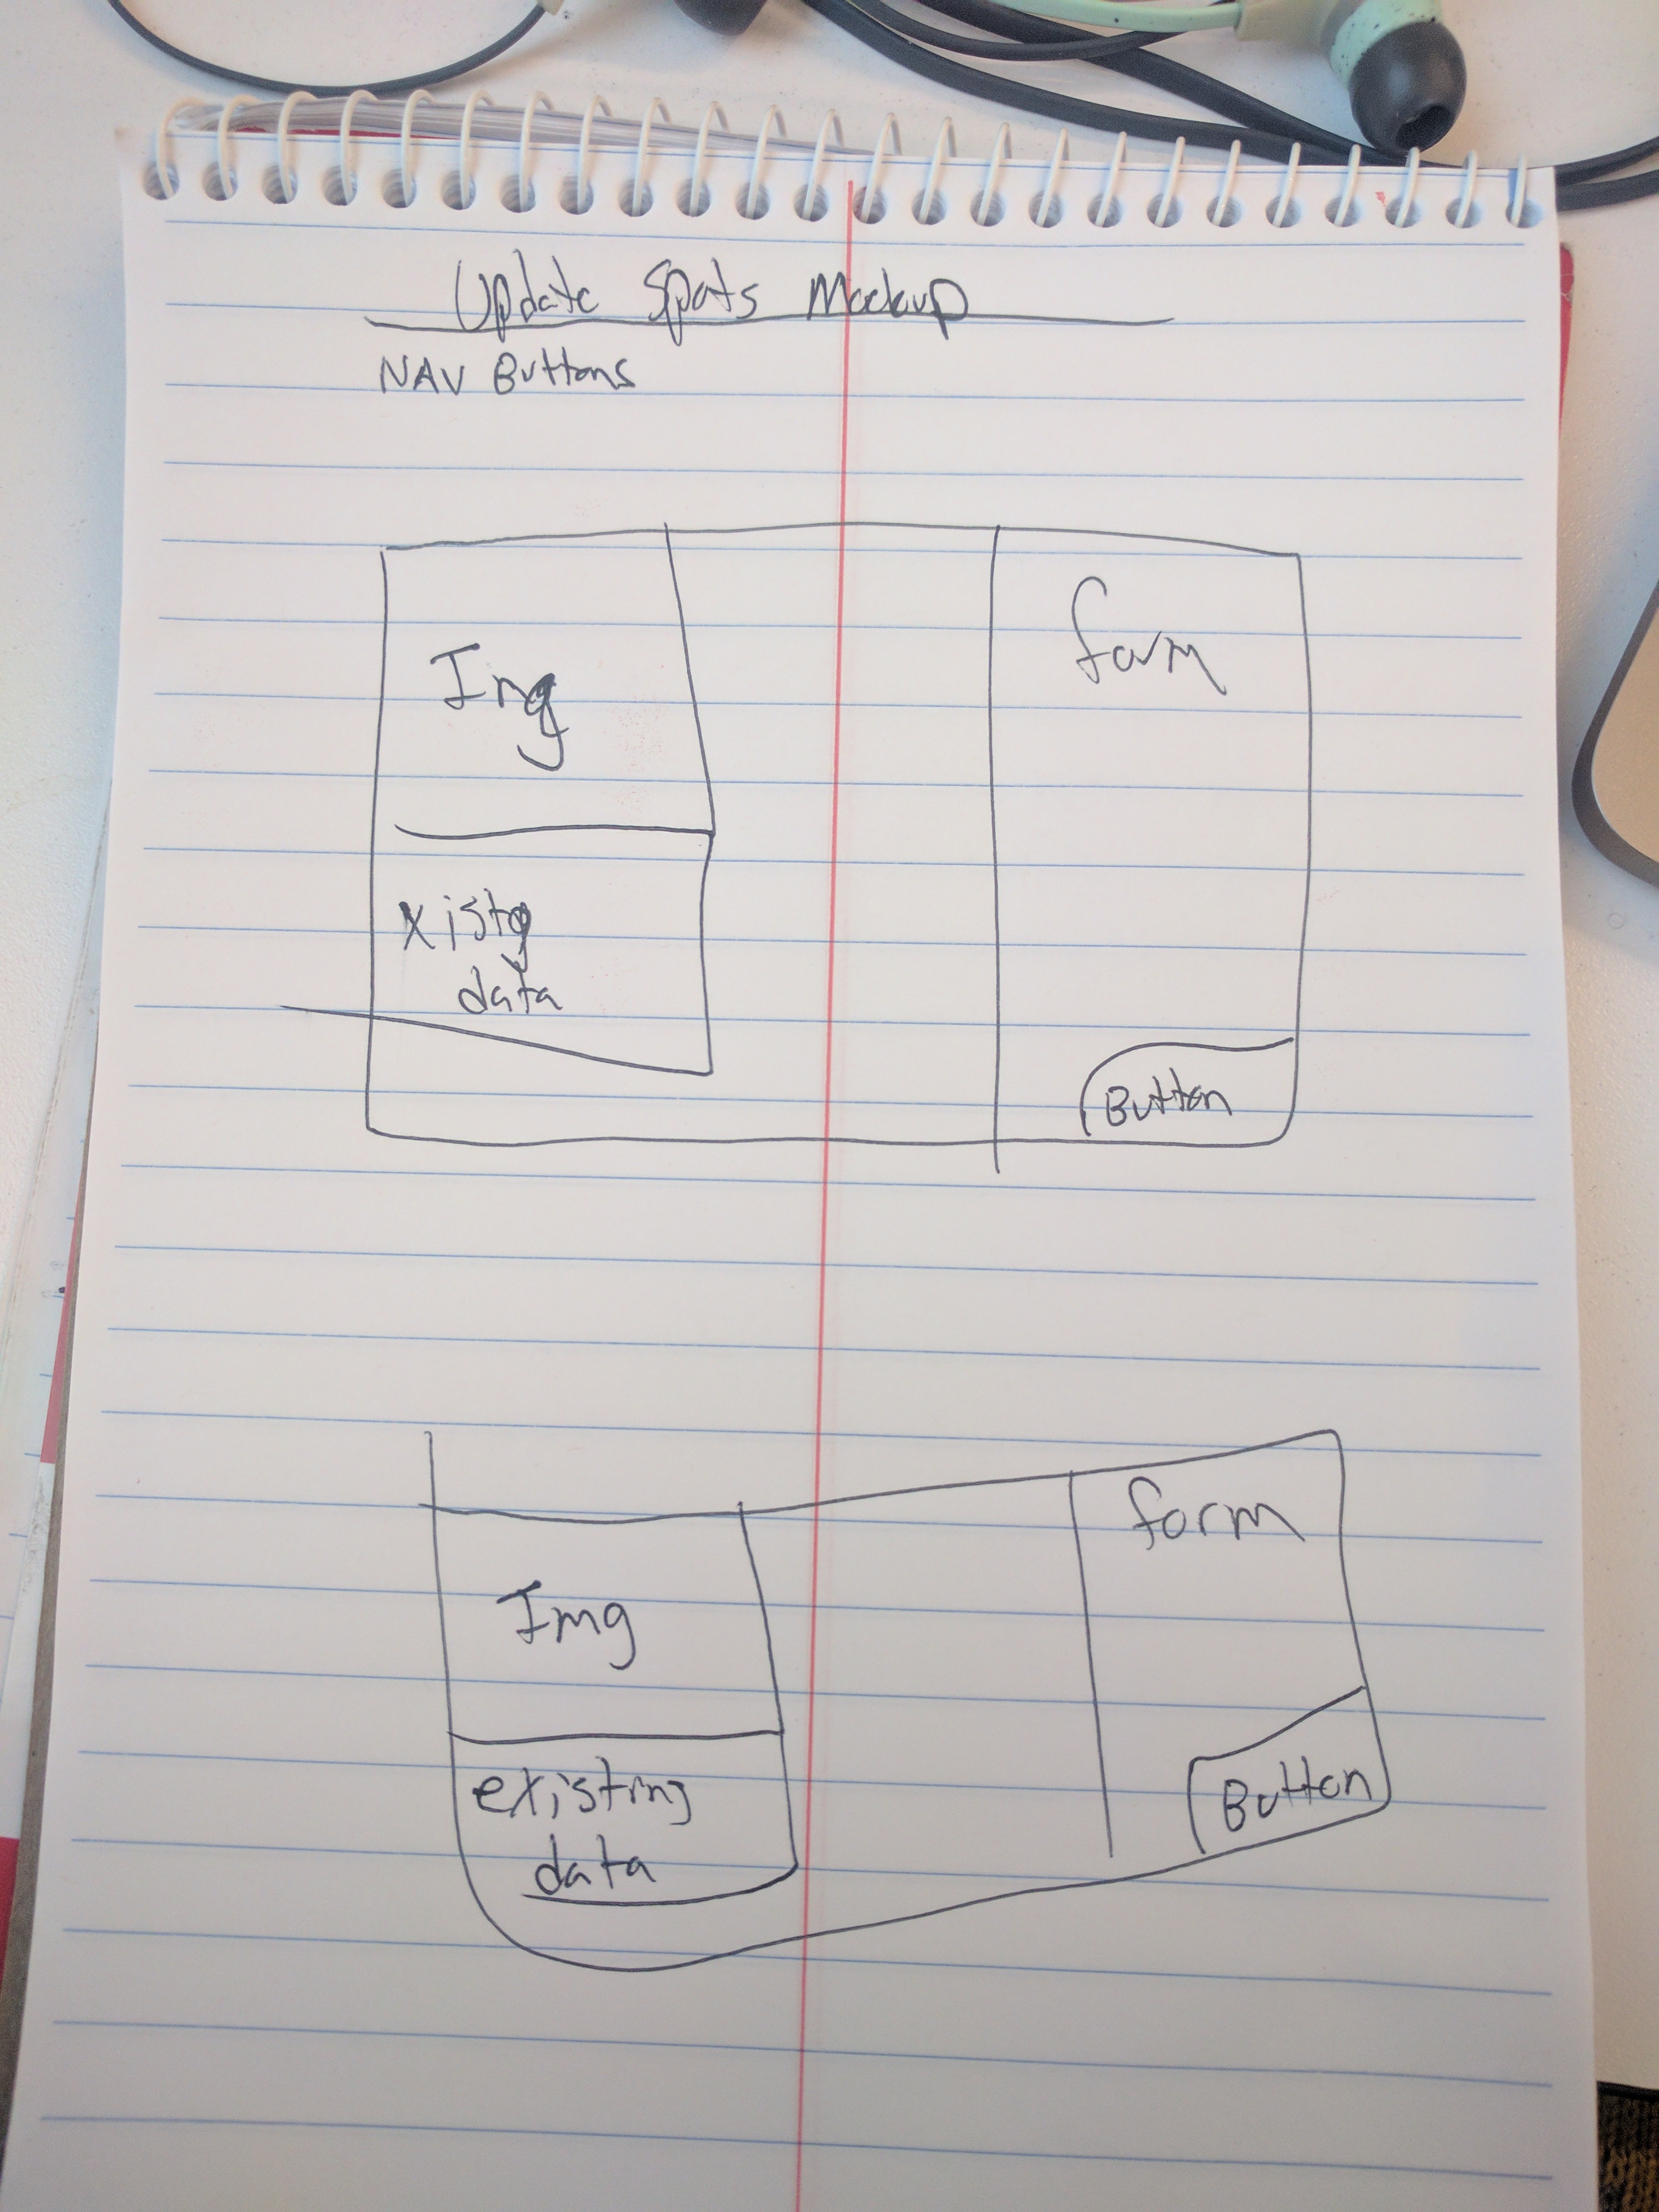 Update Spots Mockup
NAV Buttons
Img
form
xistg
data
Button
form
Img
existing
data
Button